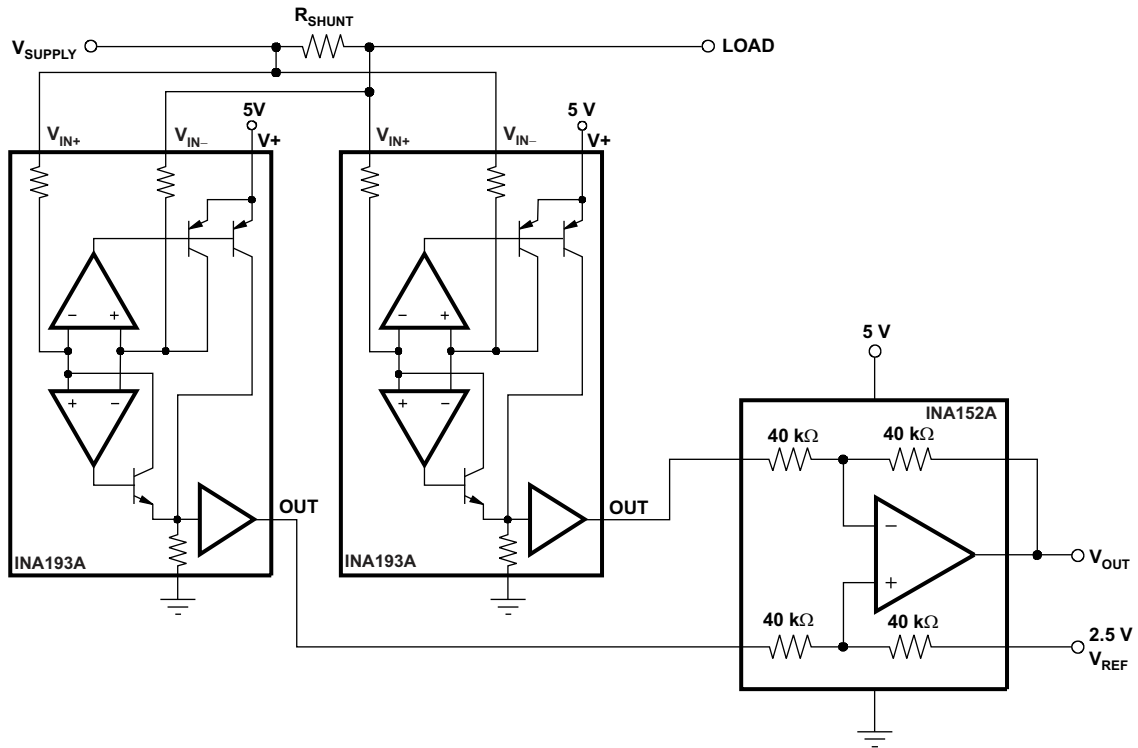 R_SHUNT
V_SUPPLY
LOAD
5V
5 V
V_IN+
V_IN–
V+
V_IN+
V_IN–
V+
– +
– +
+ –
+ –
5 V
INA152A
40 kΩ
40 kΩ
OUT
OUT
–
+
V_OUT
INA193A
INA193A
40 kΩ
40 kΩ
2.5 V
V_REF